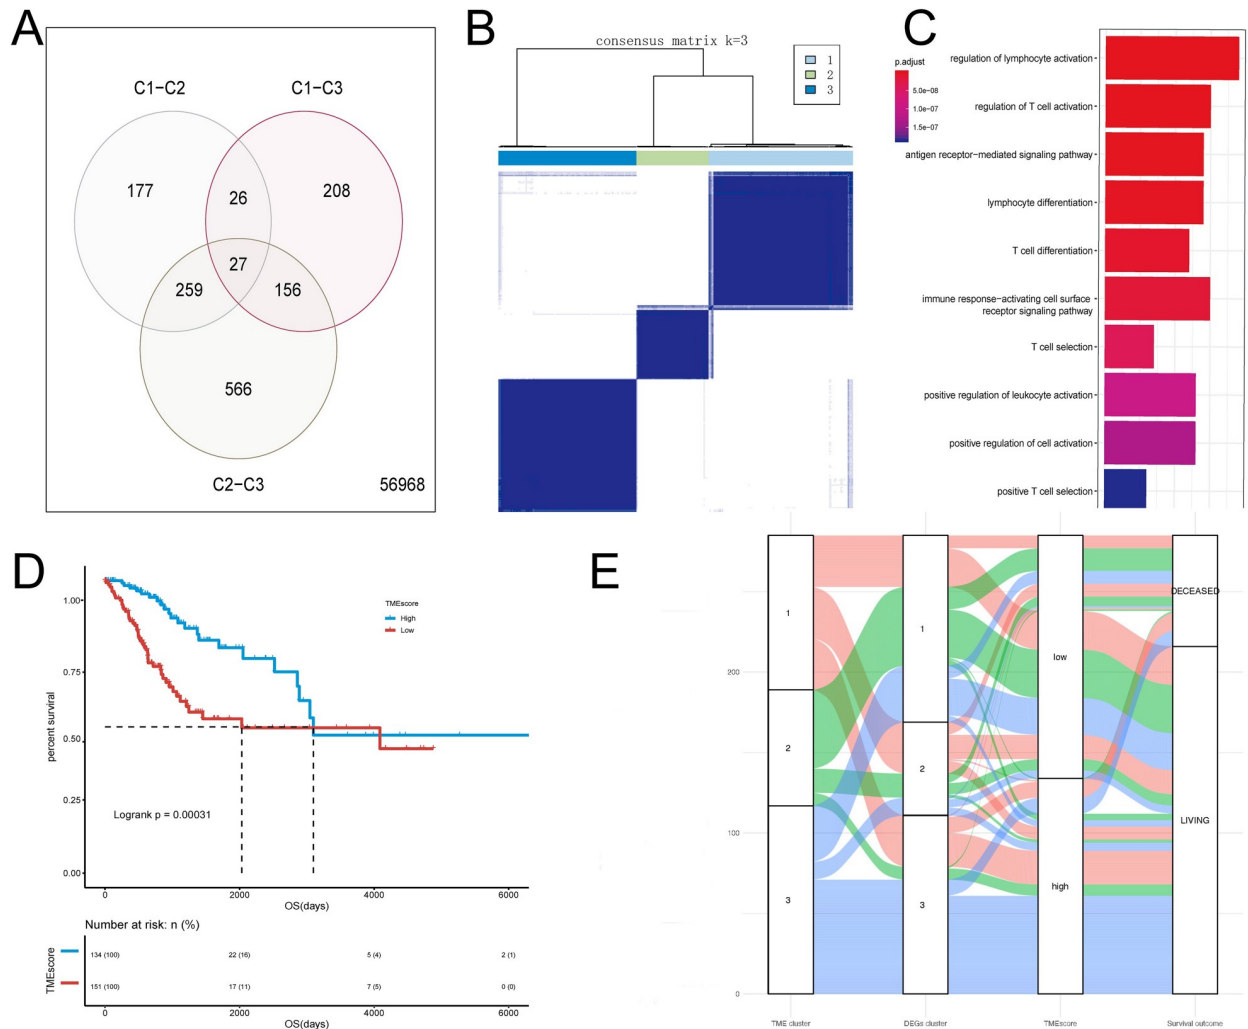 A
C1−C2
C1−C3
177
26
208
27
259
156
566
C2−C3
56968
B
consensus matrix k=3
1
2
3
C
p.adjust
5.0e−08
1.0e−07
1.5e−07
regulation of lymphocyte activation
regulation of T cell activation
antigen receptor−mediated signaling pathway
lymphocyte differentiation
T cell differentiation
immune response−activating cell surface
receptor signaling pathway
T cell selection
positive regulation of leukocyte activation
positive regulation of cell activation
positive T cell selection
D
percent survival
1.00
0.75
0.50
0.25
0.00
TMEscore
High
Low
Logrank p = 0.00031
0
2000
4000
6000
OS(days)
Number at risk: n (%)
TMEscore
134 (100)
22 (16)
5 (4)
2 (1)
151 (100)
17 (11)
7 (5)
0 (0)
0
2000
4000
6000
OS(days)
E
200
100
0
1
2
3
1
2
3
low
high
DECEASED
LIVING
TME cluster
DEGs cluster
TMEscore
Survival outcome